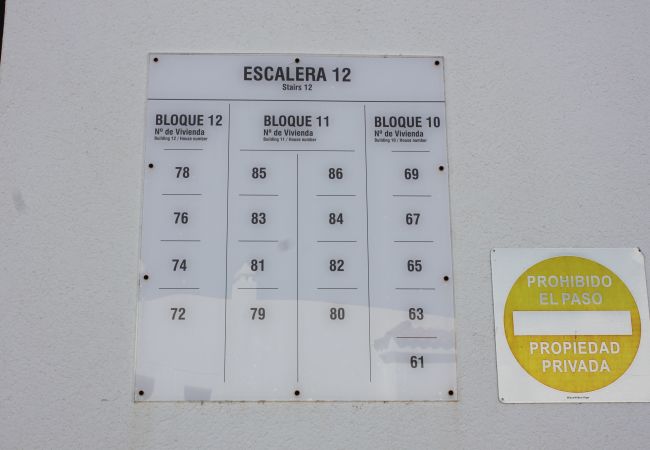 ESCALERA 12
Stairs 12
BLOQUE 12
Nº de Vivienda
Building 12 / House number
78
76
74
72
BLOQUE 11
Nº de Vivienda
Building 11 / House number
85 86
83 84
81 82
79 80
BLOQUE 10
Nº de Vivienda
Building 10 / House number
69
67
65
63
61
PROHIBIDO
EL PASO
PROPIEDAD
PRIVADA